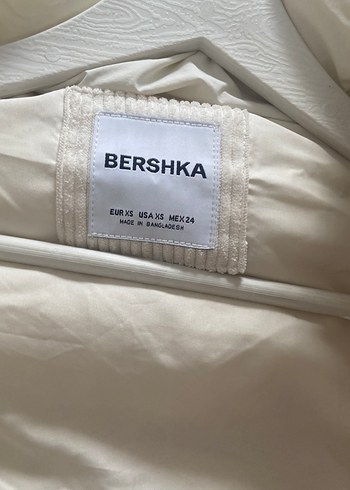 BERSHKA
EUR XS USA XS MEX 24
MADE IN BANGLADESH